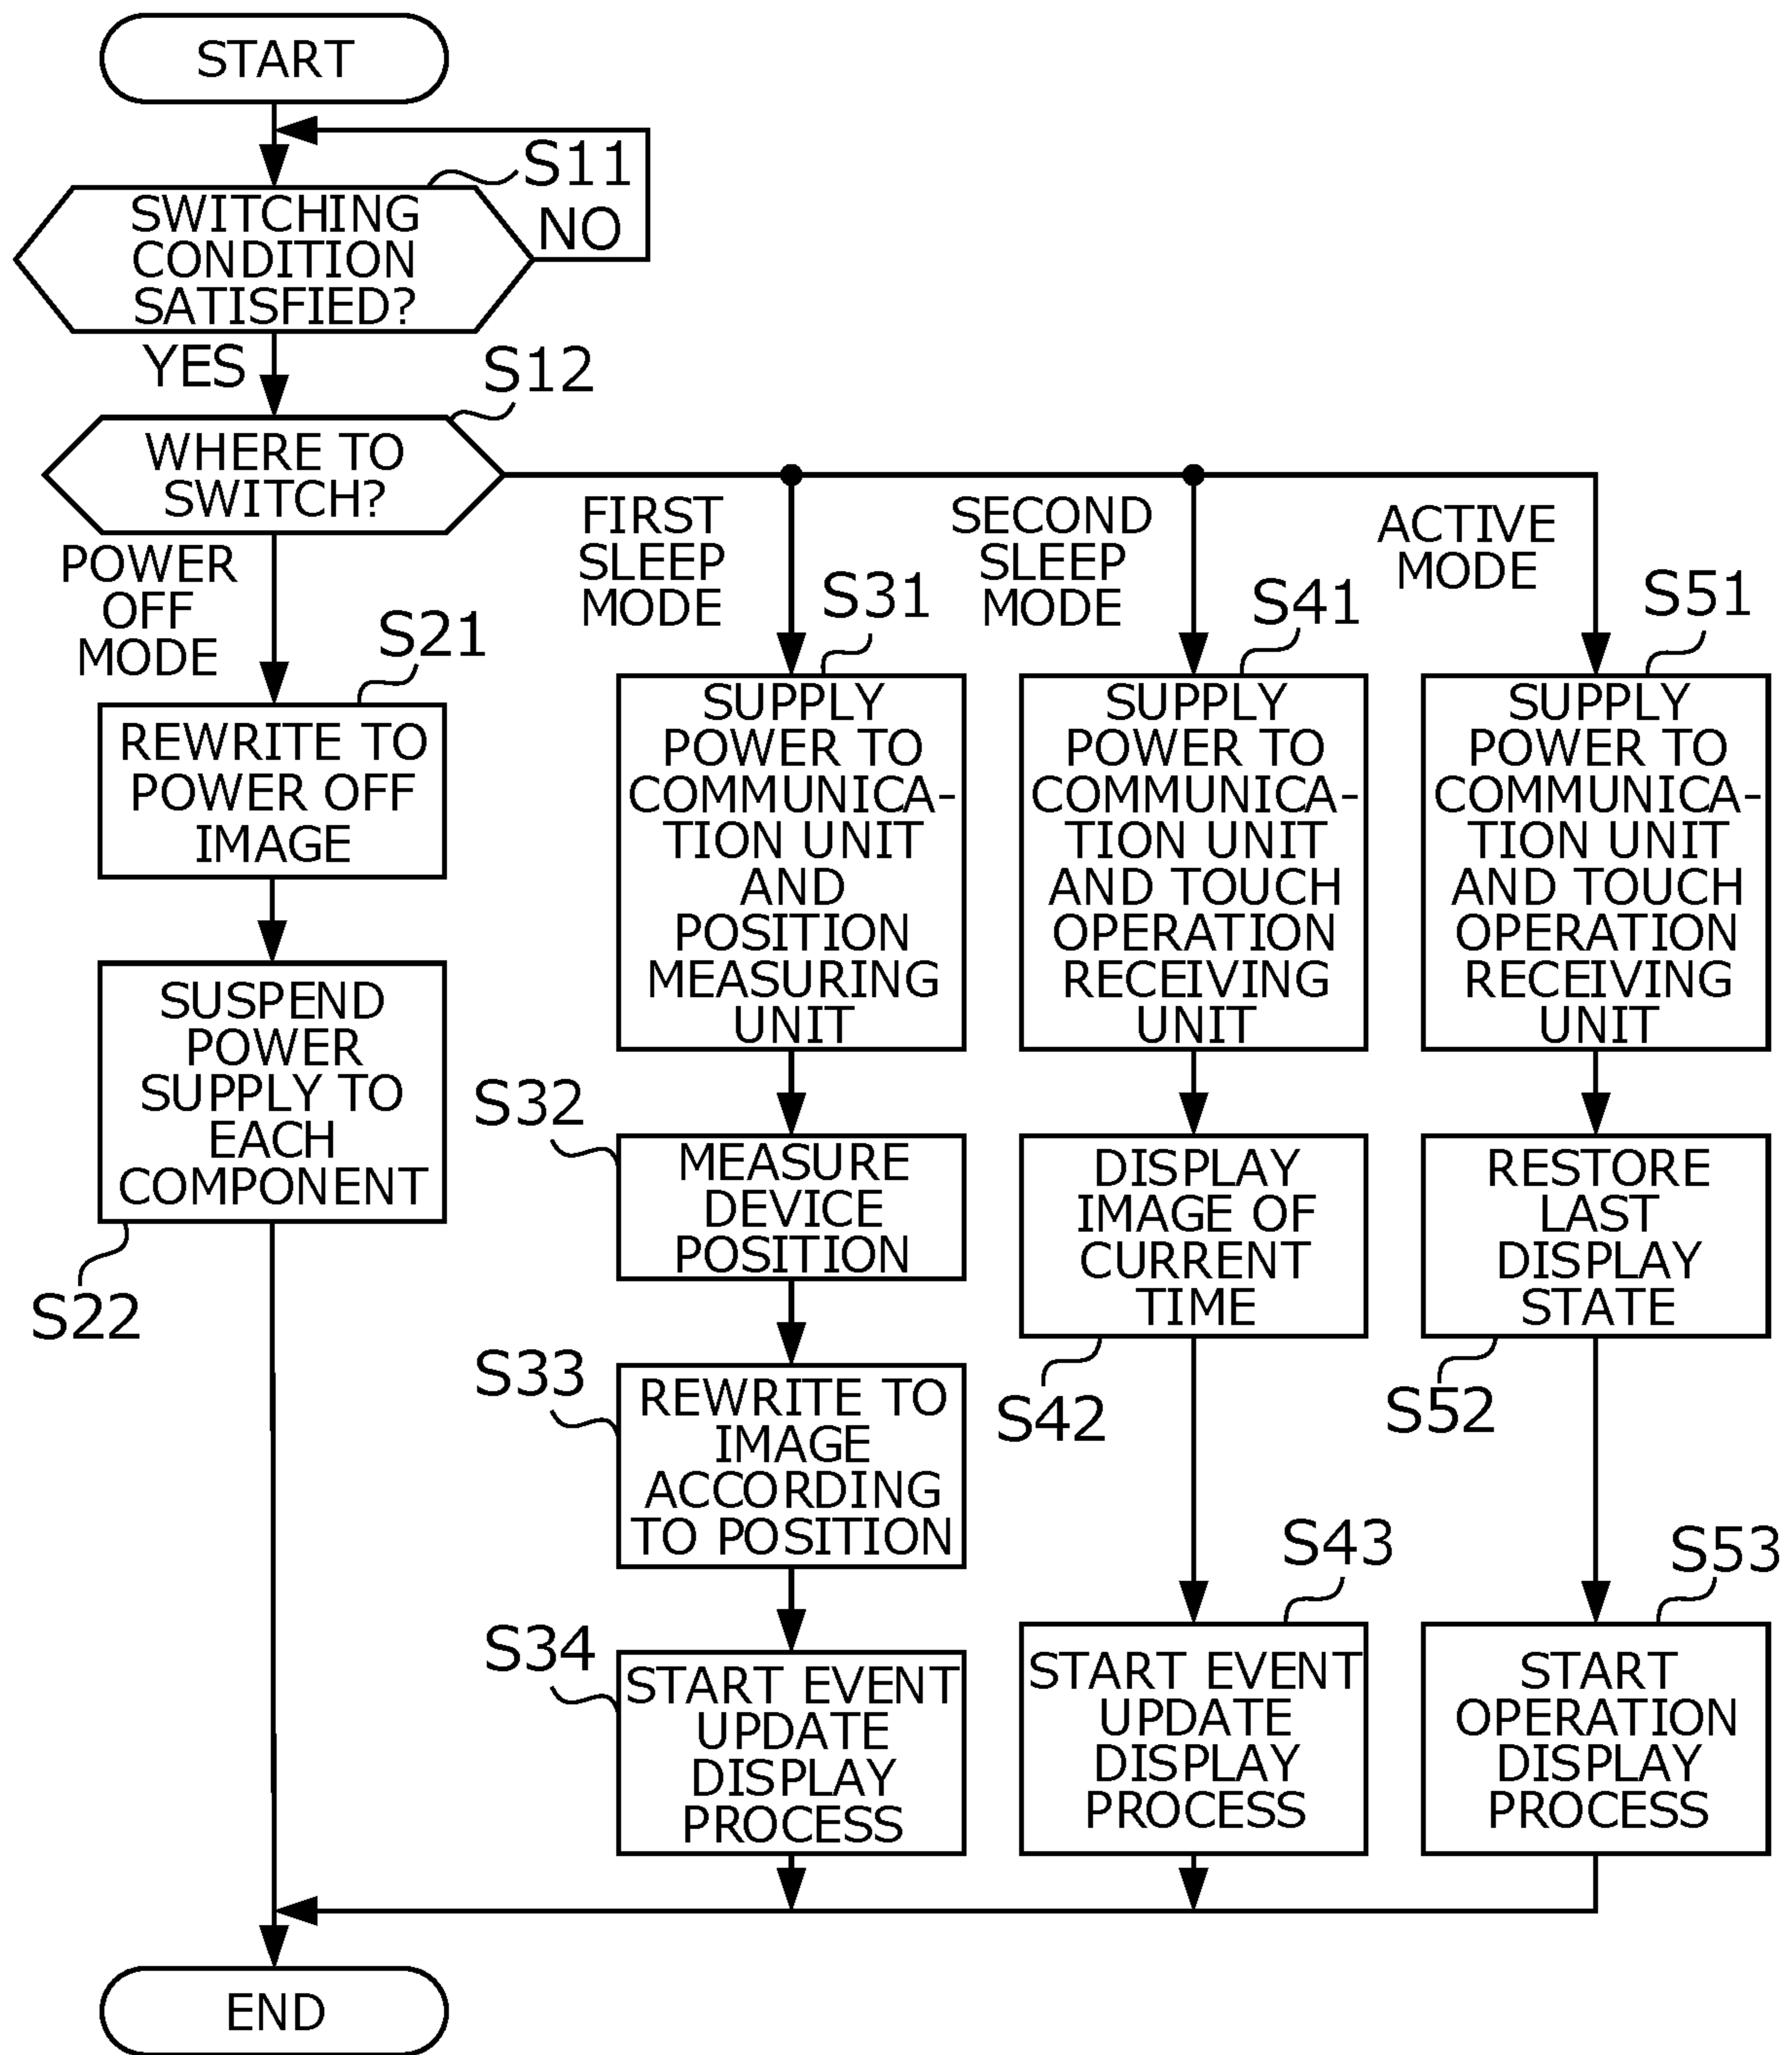 START
S11
SWITCHING
CONDITION
SATISFIED?
NO
YES
S12
WHERE TO
SWITCH?
POWER
OFF
MODE
S21
REWRITE TO
POWER OFF
IMAGE
SUSPEND
POWER
SUPPLY TO
EACH
COMPONENT
S22
FIRST
SLEEP
MODE
S31
SUPPLY
POWER TO
COMMUNICA-
TION UNIT
AND
POSITION
MEASURING
UNIT
S32
MEASURE
DEVICE
POSITION
S33
REWRITE TO
IMAGE
ACCORDING
TO POSITION
S34
START EVENT
UPDATE
DISPLAY
PROCESS
SECOND
SLEEP
MODE
S41
SUPPLY
POWER TO
COMMUNICA-
TION UNIT
AND TOUCH
OPERATION
RECEIVING
UNIT
DISPLAY
IMAGE OF
CURRENT
TIME
S42
S43
START EVENT
UPDATE
DISPLAY
PROCESS
ACTIVE
MODE
S51
SUPPLY
POWER TO
COMMUNICA-
TION UNIT
AND TOUCH
OPERATION
RECEIVING
UNIT
RESTORE
LAST
DISPLAY
STATE
S52
S53
START
OPERATION
DISPLAY
PROCESS
END